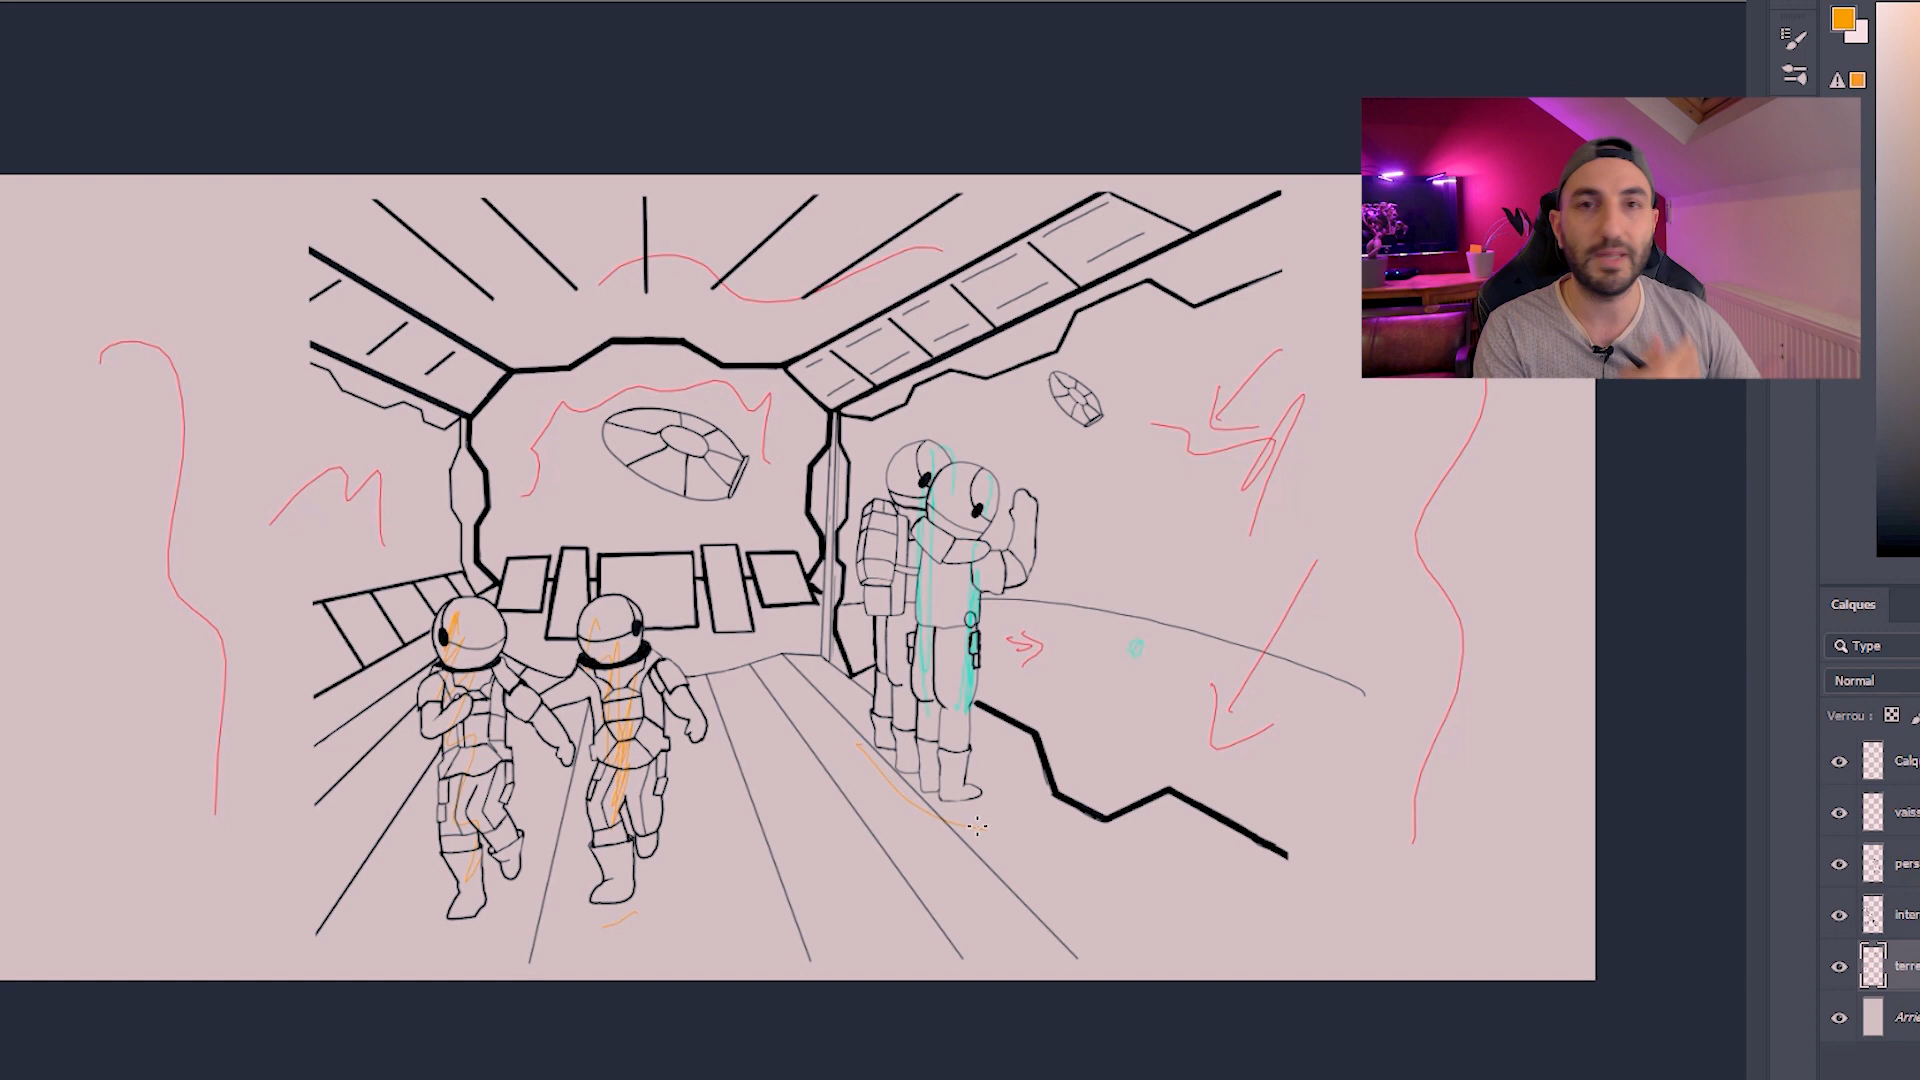 Calques
Type
Normal
Verrou :
Calq
vaiss
pers
inter
terre
Arriè